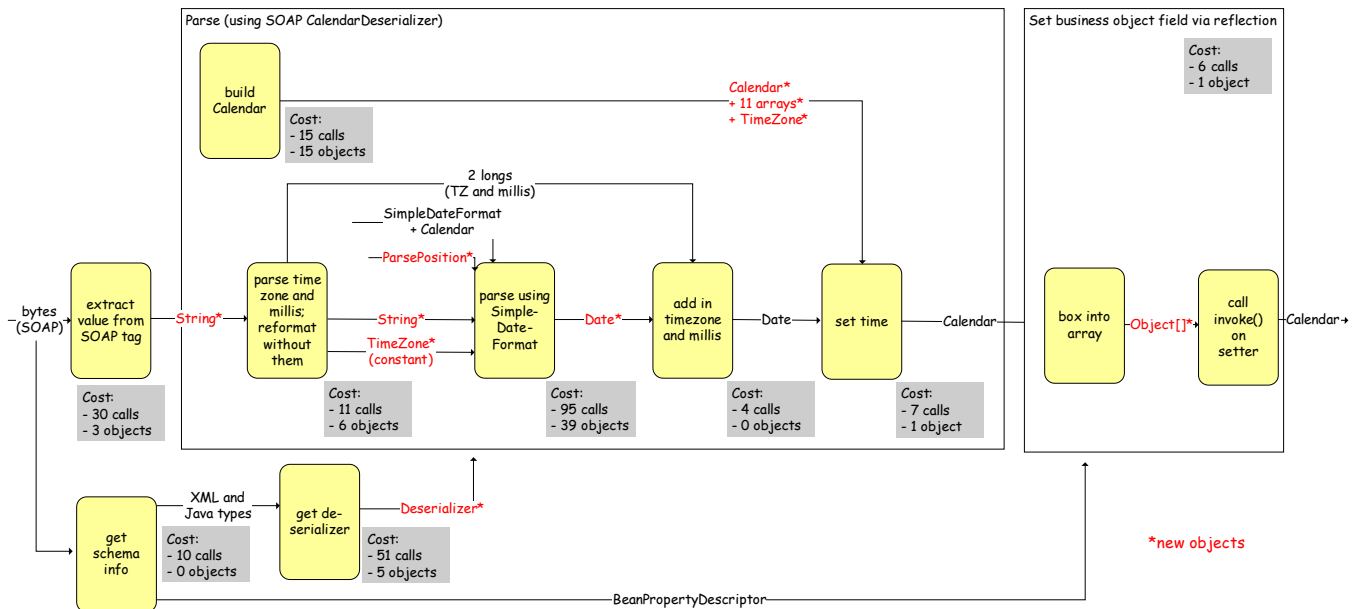 Parse (using SOAP CalendarDeserializer)
Set business object field via reflection
Cost:
- 6 calls
- 1 object
build
Calendar
Cost:
- 15 calls
- 15 objects
Calendar*
+ 11 arrays*
+ TimeZone*
2 longs
(TZ and millis)
SimpleDateFormat
+ Calendar
ParsePosition*
bytes
(SOAP)
extract
value from
SOAP tag
String*
parse time
zone and
millis;
reformat
without
them
String*
TimeZone*
(constant)
parse using
Simple-
Date-
Format
Date*
add in
timezone
and millis
Date
set time
Calendar
box into
array
Object[]*
call
invoke()
on
setter
Calendar
Cost:
- 30 calls
- 3 objects
Cost:
- 11 calls
- 6 objects
Cost:
- 95 calls
- 39 objects
Cost:
- 4 calls
- 0 objects
Cost:
- 7 calls
- 1 object
get
schema
info
XML and
Java types
Cost:
- 10 calls
- 0 objects
get de-
serializer
Deserializer*
Cost:
- 51 calls
- 5 objects
*new objects
BeanPropertyDescriptor